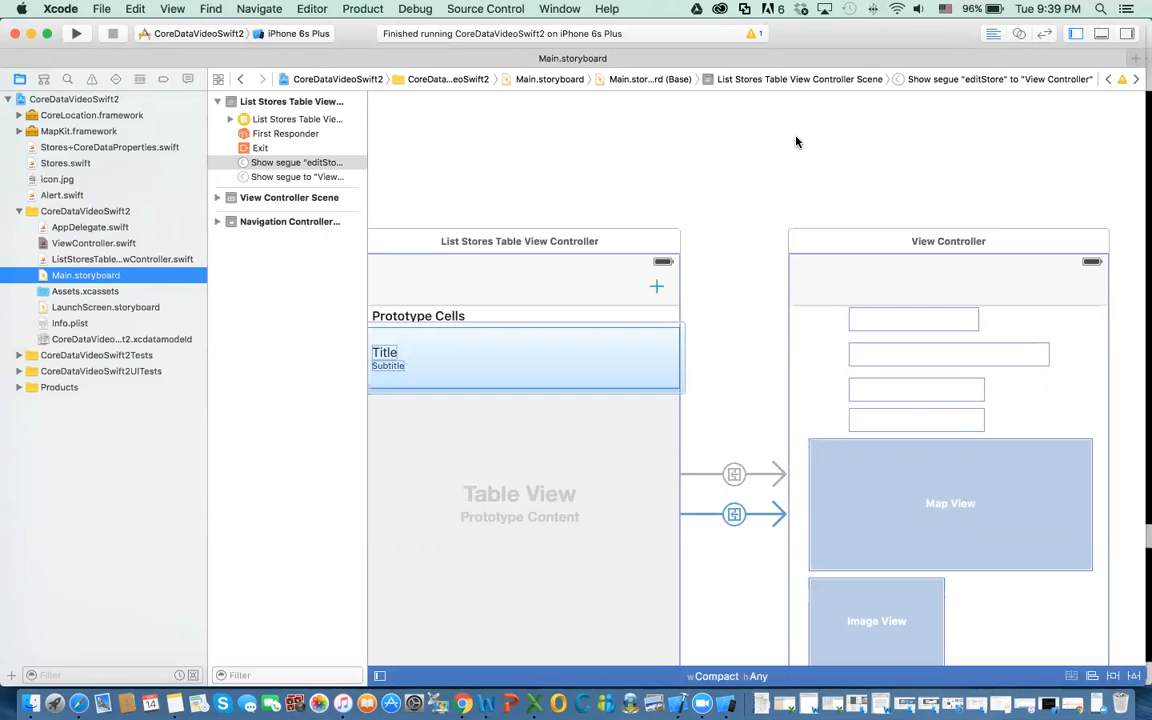 Xcode File Edit View Find Navigate Editor Product Debug Source Control Window Help 6 96% Tue 9:39 PM
CoreDataVideoSwift2 iPhone 6s Plus Finished running CoreDataVideoSwift2 on iPhone 6s Plus 1
Main.storyboard
CoreDataVideoSwift2 CoreData...eoSwift2 Main.storyboard Main.stor...rd (Base) List Stores Table View Controller Scene Show segue "editStore" to "View Controller"
CoreDataVideoSwift2
CoreLocation.framework
MapKit.framework
Stores+CoreDataProperties.swift
Stores.swift
icon.jpg
Alert.swift
CoreDataVideoSwift2
AppDelegate.swift
ViewController.swift
ListStoresTable...wController.swift
Main.storyboard
Assets.xcassets
LaunchScreen.storyboard
Info.plist
CoreDataVideo...t2.xcdatamodeld
CoreDataVideoSwift2Tests
CoreDataVideoSwift2UITests
Products
Filter
List Stores Table View...
List Stores Table Vie...
First Responder
Exit
Show segue "editSto...
Show segue to "View...
View Controller Scene
Navigation Controller...
Filter
List Stores Table View Controller
Prototype Cells
Title
Subtitle
Table View
Prototype Content
View Controller
Map View
Image View
wCompact hAny